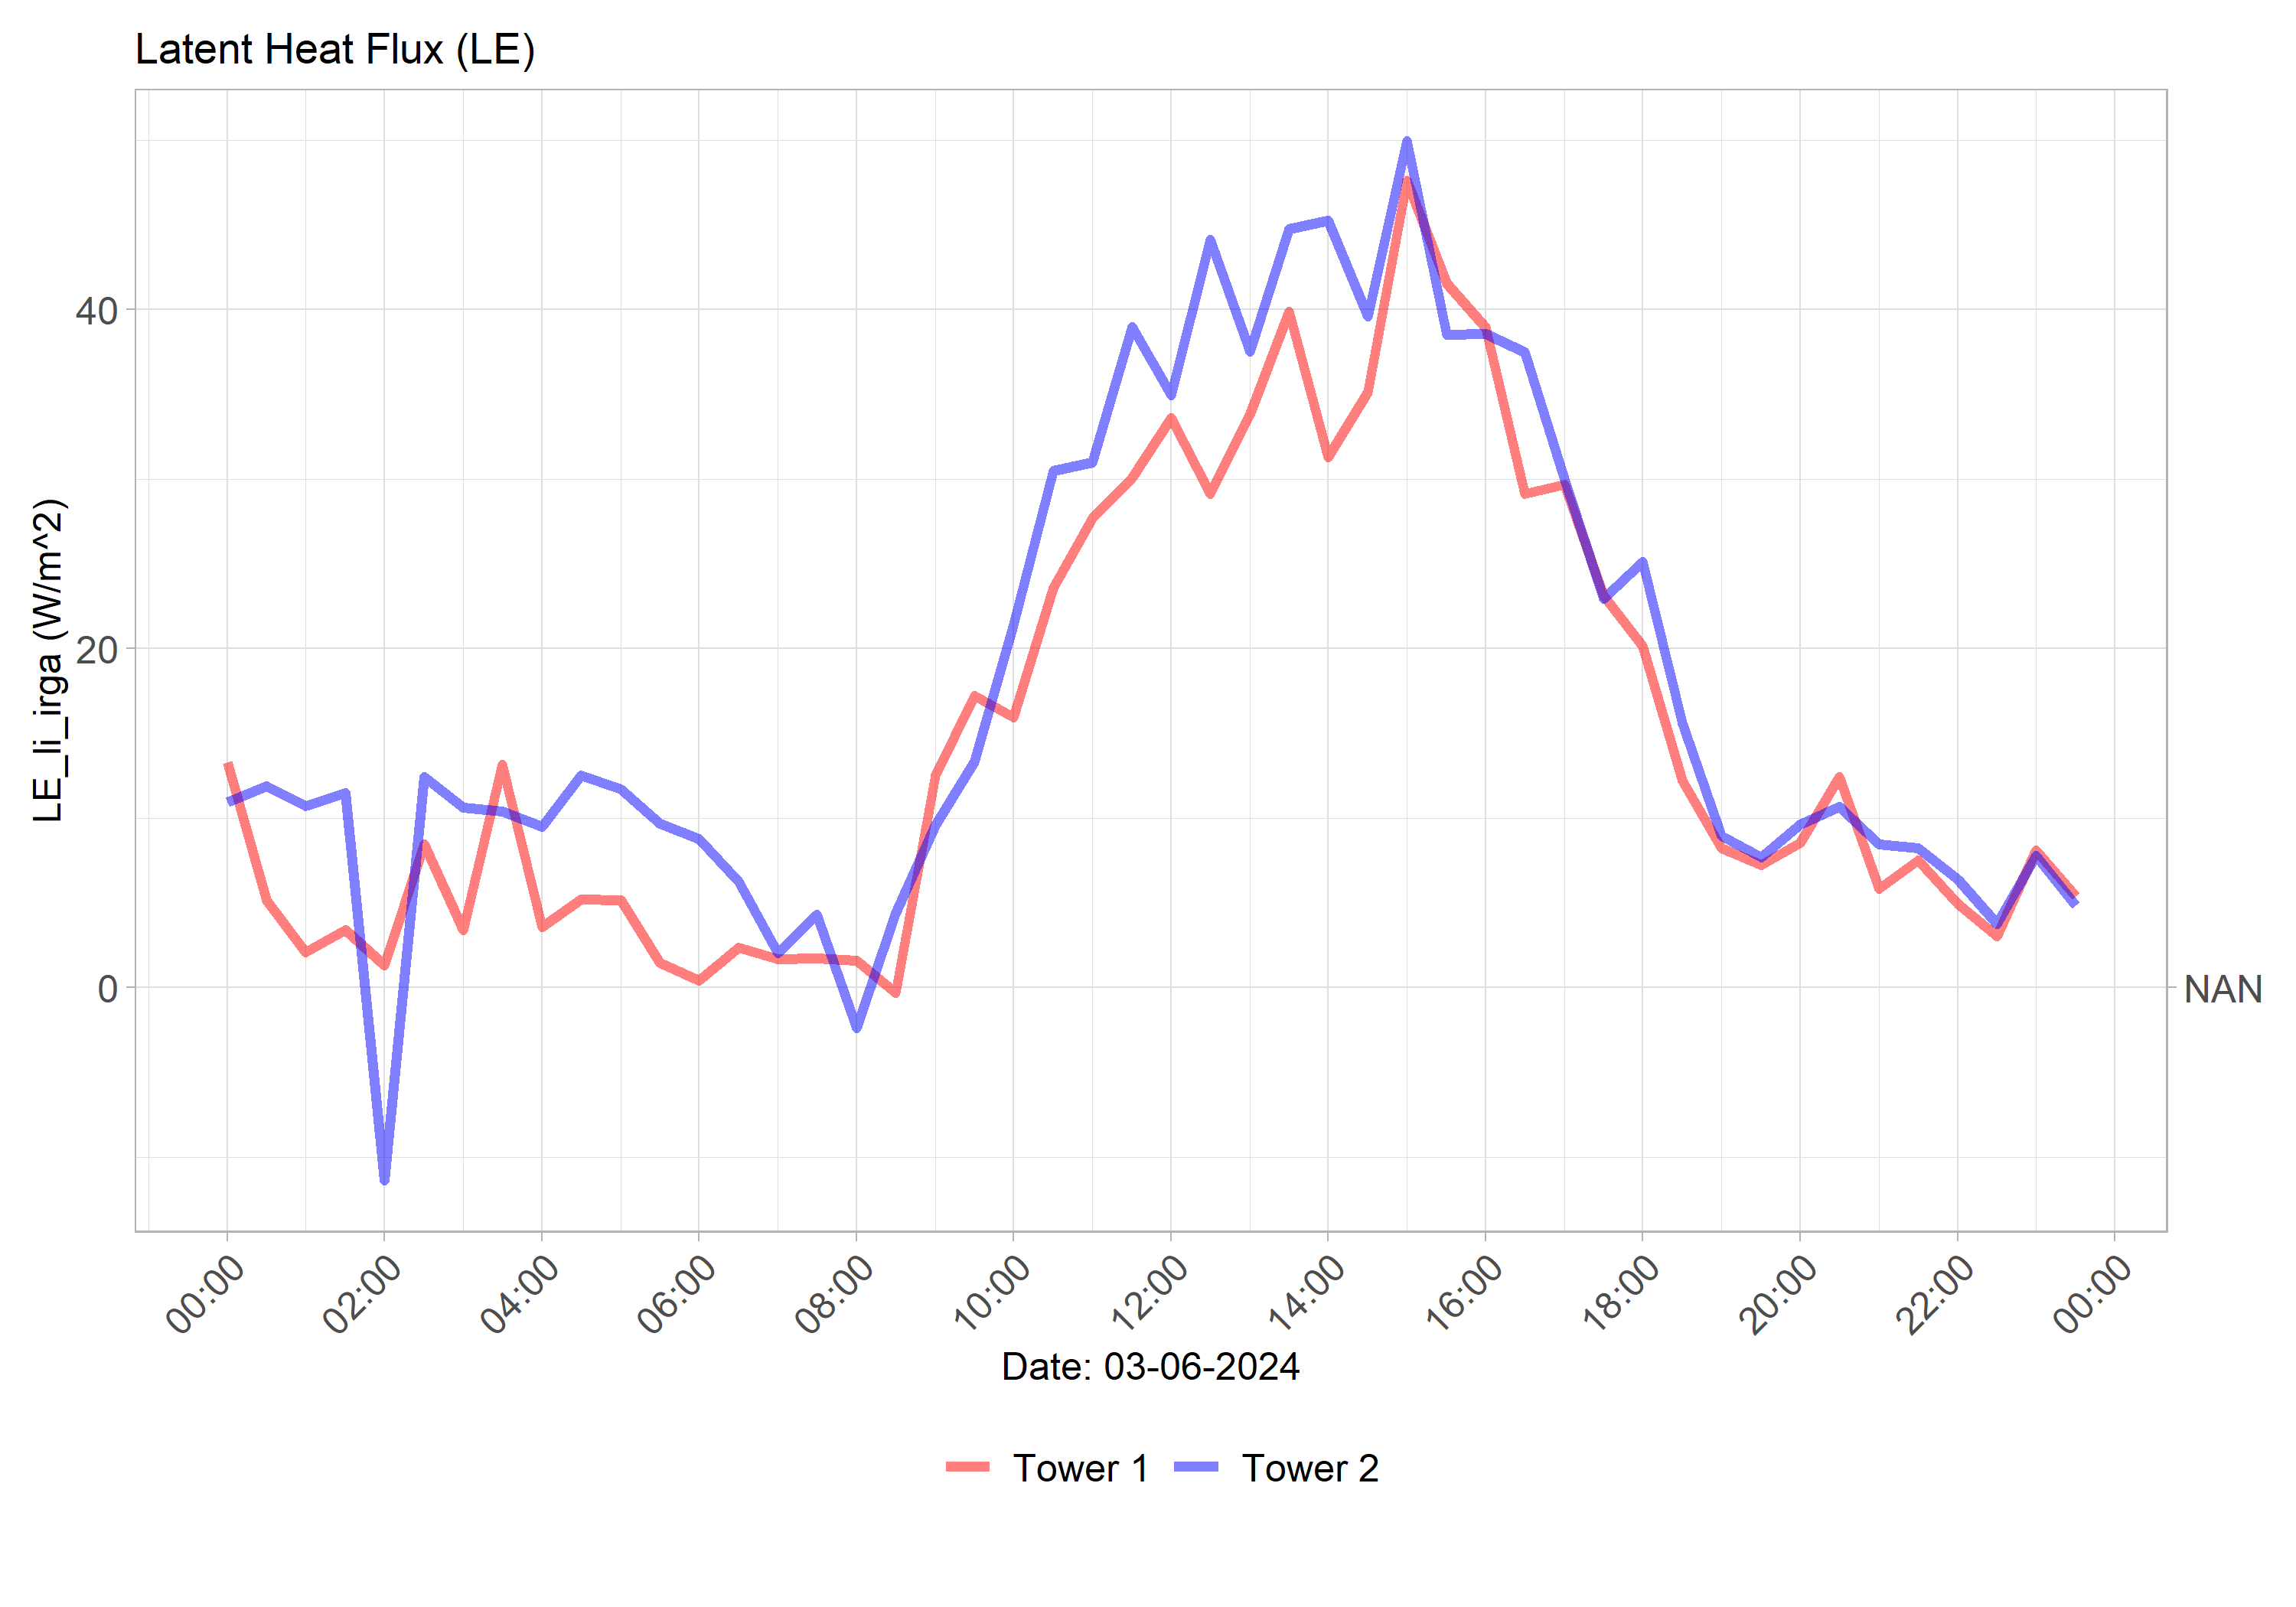 Latent Heat Flux (LE)
LE_li_irga (W/m^2)
40
20
0
NAN
00:00 02:00 04:00 06:00 08:00 10:00 12:00 14:00 16:00 18:00 20:00 22:00 00:00
Date: 03-06-2024
Tower 1 Tower 2